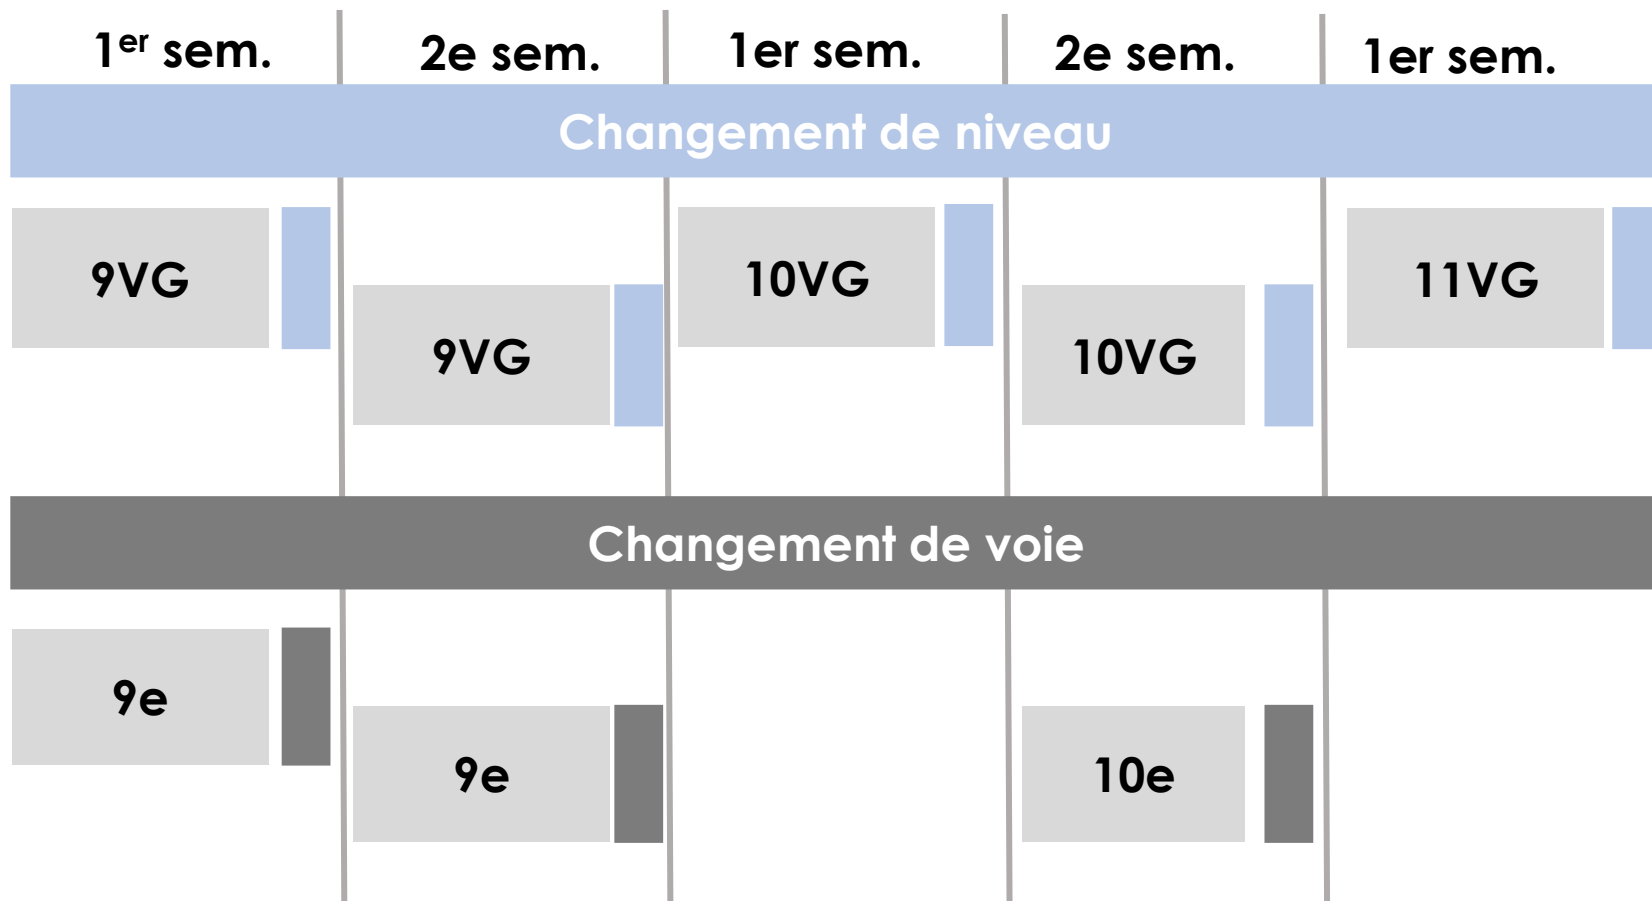 1er sem.
2e sem.
1er sem.
2e sem.
1er sem.
Changement de niveau
9VG
9VG
10VG
10VG
11VG
Changement de voie
9e
9e
10e